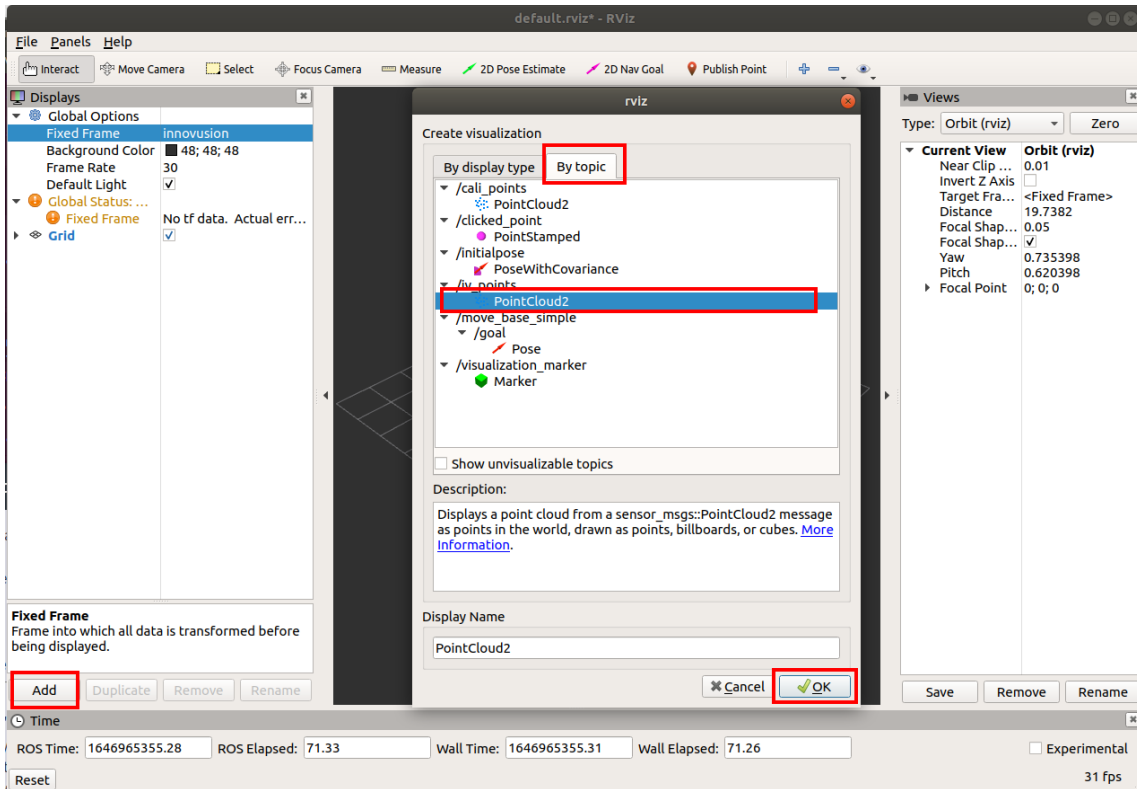 default.rviz* - RViz
File Panels Help
Interact Move Camera Select Focus Camera Measure 2D Pose Estimate 2D Nav Goal Publish Point
Displays
Global Options
Fixed Frame innovusion
Background Color 48; 48; 48
Frame Rate 30
Default Light
Global Status: ...
Fixed Frame No tf data. Actual err...
Grid
Fixed Frame
Frame into which all data is transformed before
being displayed.
Add Duplicate Remove Rename
rviz
Create visualization
By display type By topic
/cali_points
PointCloud2
/clicked_point
PointStamped
/initialpose
PoseWithCovariance
/iv_points
PointCloud2
/move_base_simple
/goal
Pose
/visualization_marker
Marker
Show unvisualizable topics
Description:
Displays a point cloud from a sensor_msgs::PointCloud2 message
as points in the world, drawn as points, billboards, or cubes. More
Information.
Display Name
PointCloud2
Cancel OK
Views
Type: Orbit (rviz) Zero
Current View Orbit (rviz)
Near Clip ... 0.01
Invert Z Axis
Target Fra... <Fixed Frame>
Distance 19.7382
Focal Shap... 0.05
Focal Shap...
Yaw 0.735398
Pitch 0.620398
Focal Point 0; 0; 0
Save Remove Rename
Time
ROS Time: 1646965355.28 ROS Elapsed: 71.33 Wall Time: 1646965355.31 Wall Elapsed: 71.26 Experimental
Reset 31 fps